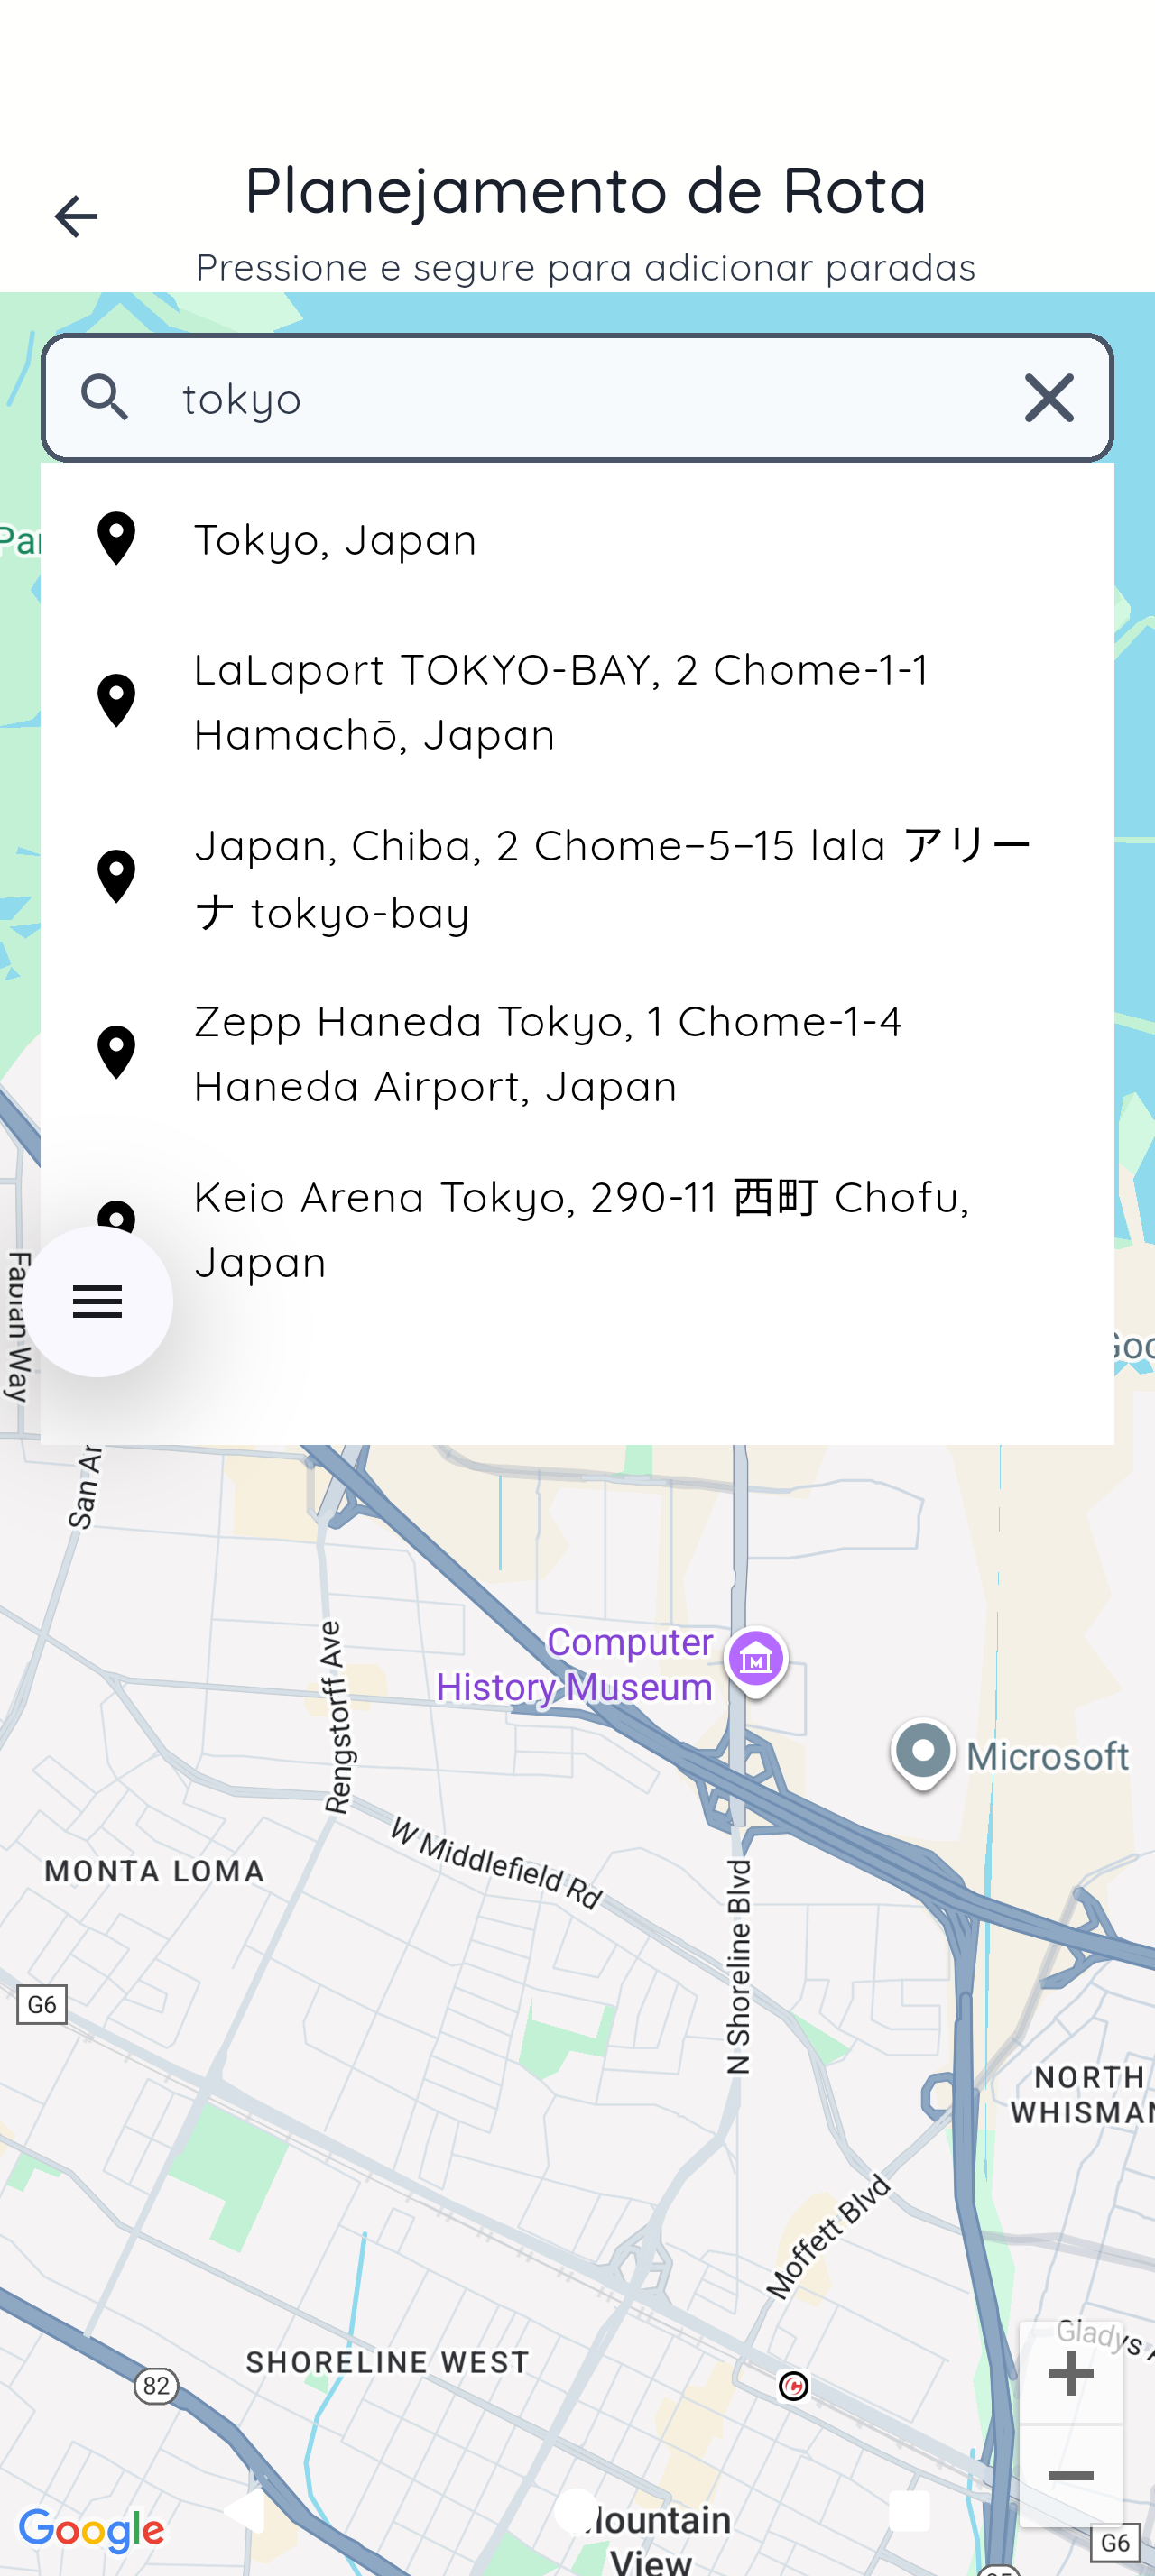 Planejamento de Rota
Pressione e segure para adicionar paradas
tokyo
Tokyo, Japan
LaLaport TOKYO-BAY, 2 Chome-1-1
Hamachō, Japan
Japan, Chiba, 2 Chome−5−15 lala アリー
ナ tokyo-bay
Zepp Haneda Tokyo, 1 Chome-1-4
Haneda Airport, Japan
Keio Arena Tokyo, 290-11 西町 Chofu,
Japan
Fabian Way
San Ar
Computer
History Museum
Rengstorff Ave
Microsoft
W Middlefield Rd
MONTA LOMA
N Shoreline Blvd
G6
NORTH
WHISMAN
Moffett Blvd
Gladys A
SHORELINE WEST
82
Google
Mountain
View
G6